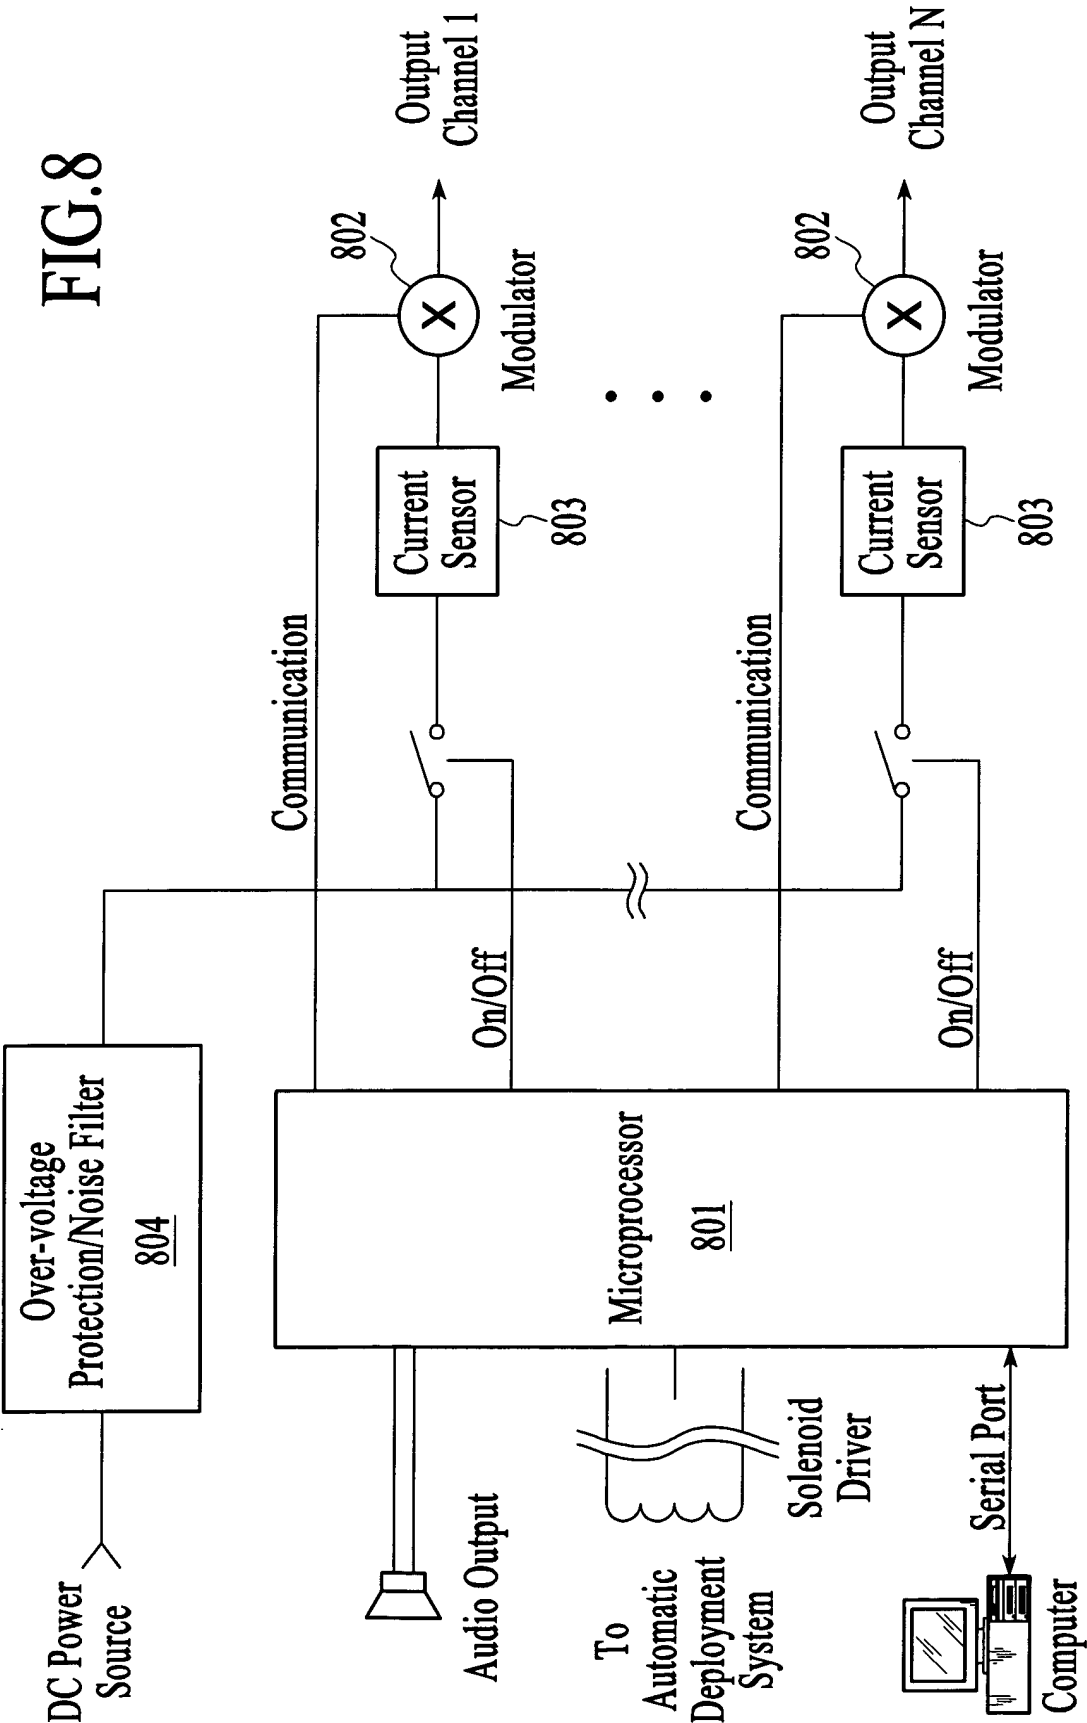 FIG.8
DC Power
Source
Over-voltage
Protection/Noise Filter
804
Communication
802
Output
Channel 1
Current
Sensor
803
Modulator
On/Off
Audio Output
Microprocessor
801
To
Automatic
Deployment
System
Solenoid
Driver
Communication
802
Output
Channel N
X
X
Current
Sensor
803
Modulator
On/Off
Serial Port
Computer